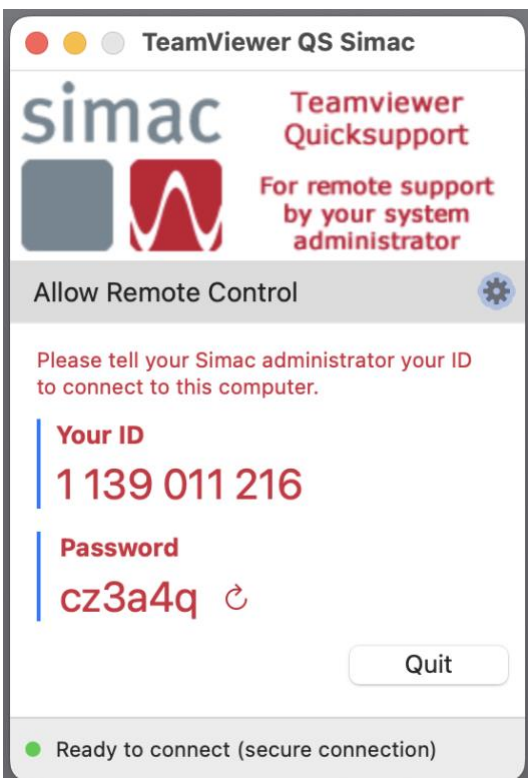 TeamViewer QS Simac
simac
Teamviewer
Quicksupport
For remote support
by your system
administrator
Allow Remote Control
Please tell your Simac administrator your ID
to connect to this computer.
Your ID
1 139 011 216
Password
cz3a4q
Quit
Ready to connect (secure connection)